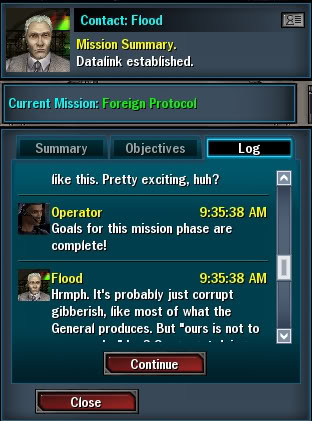 Contact: Flood
Mission Summary.
Datalink established.
Current Mission: Foreign Protocol
Summary
Objectives
Log
like this. Pretty exciting, huh?
Operator 9:35:38 AM
Goals for this mission phase are
complete!
Flood 9:35:38 AM
Hrmph. It's probably just corrupt
gibberish, like most of what the
General produces. But "ours is not to
Continue
Close